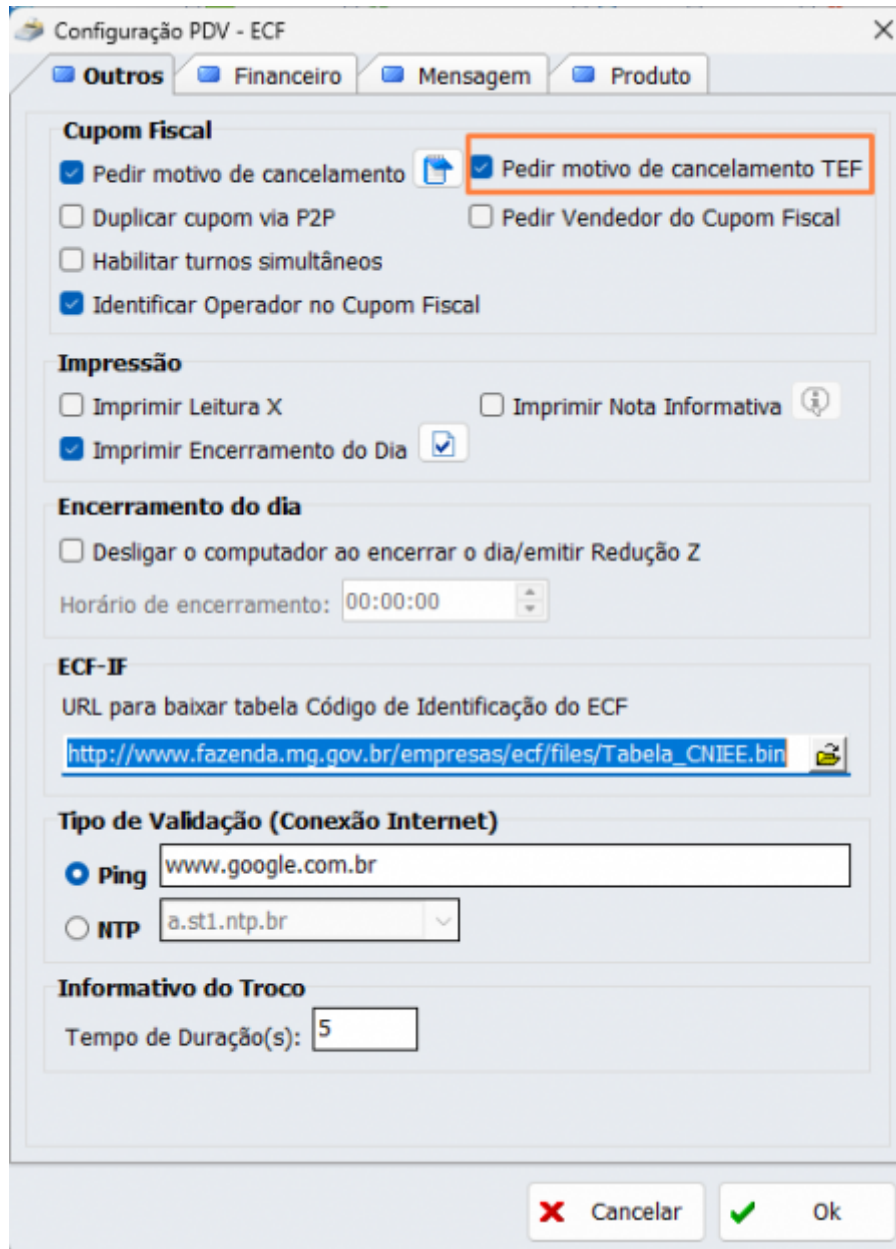 Configuração PDV - ECF
Outros Financeiro Mensagem Produto
Cupom Fiscal
Pedir motivo de cancelamento Pedir motivo de cancelamento TEF
Duplicar cupom via P2P Pedir Vendedor do Cupom Fiscal
Habilitar turnos simultâneos
Identificar Operador no Cupom Fiscal
Impressão
Imprimir Leitura X Imprimir Nota Informativa
Imprimir Encerramento do Dia
Encerramento do dia
Desligar o computador ao encerrar o dia/emitir Redução Z
Horário de encerramento: 00:00:00
ECF-IF
URL para baixar tabela Código de Identificação do ECF
http://www.fazenda.mg.gov.br/empresas/ecf/files/Tabela_CNIEE.bin
Tipo de Validação (Conexão Internet)
Ping www.google.com.br
NTP a.st1.ntp.br
Informativo do Troco
Tempo de Duração(s): 5
Cancelar Ok